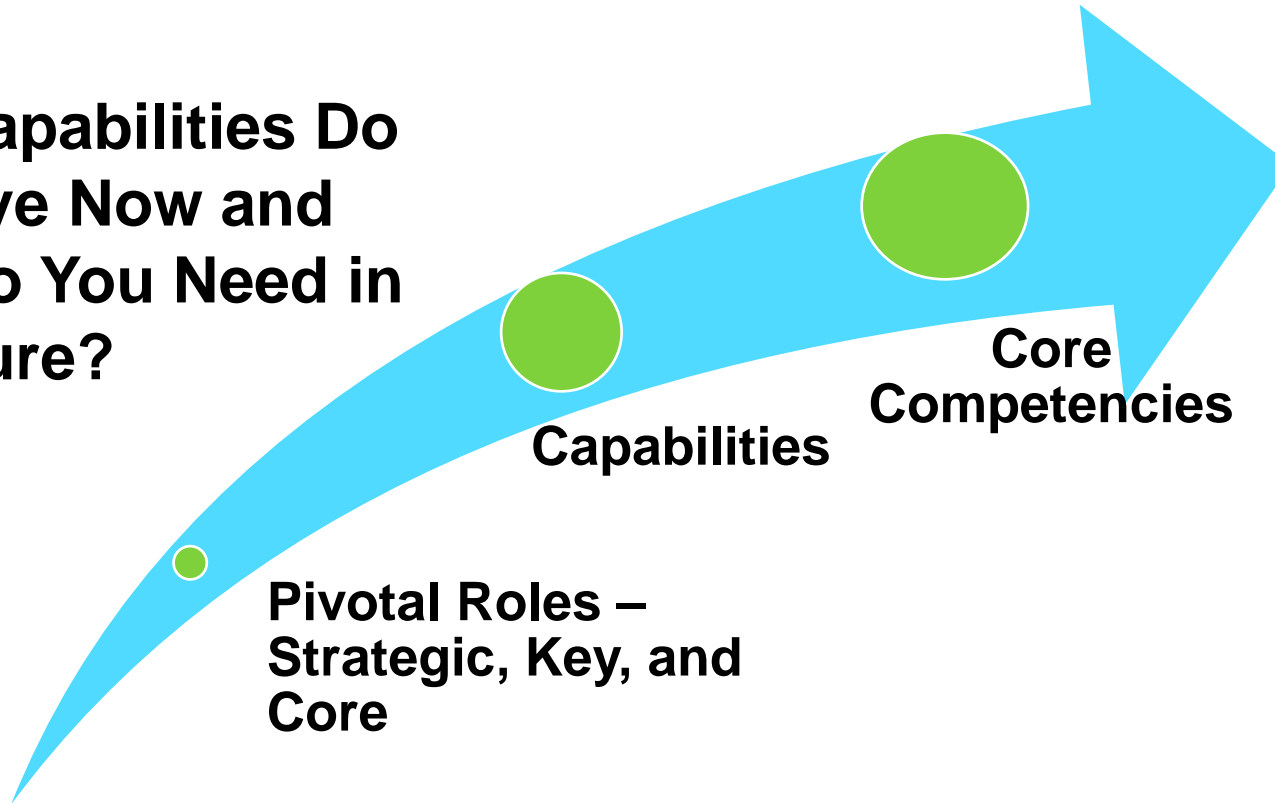 apabilities Do
ve Now and
o You Need in
ure?
Core
Competencies
Capabilities
Pivotal Roles –
Strategic, Key, and
Core